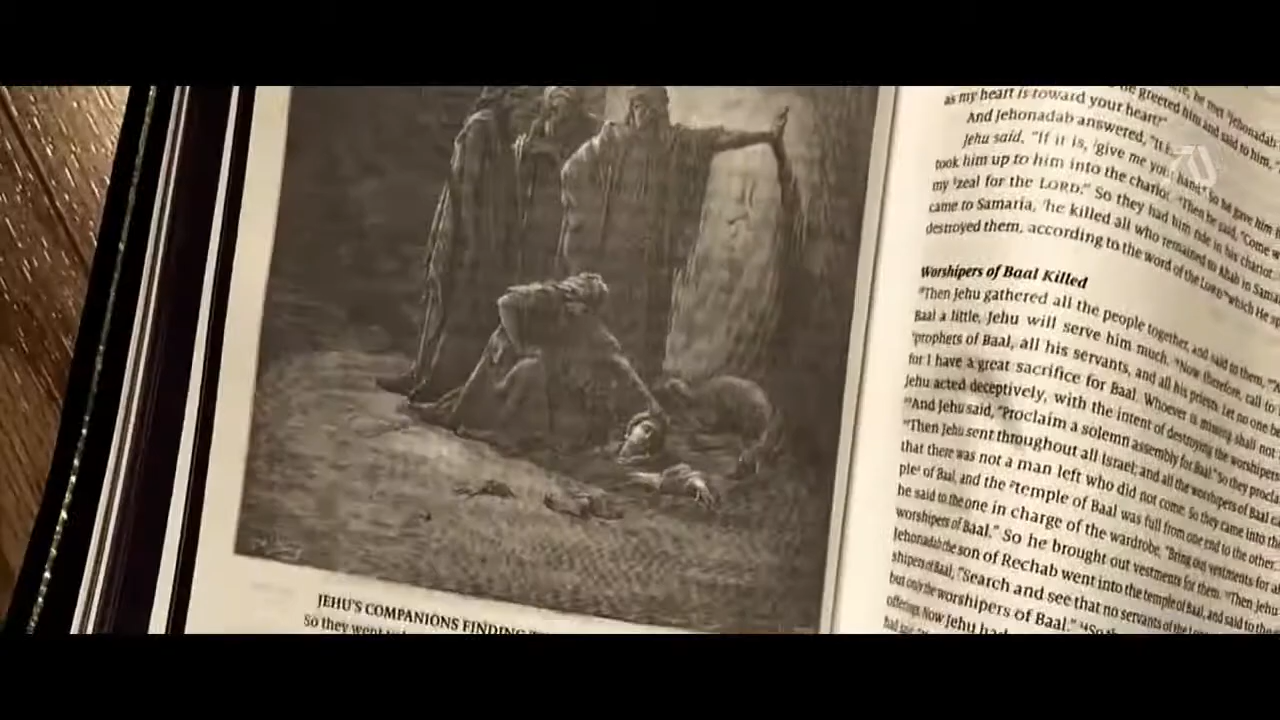 JEHU'S COMPANIONS FINDING
So they went
he greeted him and said to him,
as my heart is toward your heart?"
And Jehonadab answered, "It is
Jehu said, "If it is, give me your hand." So he gave him
took him up to him into the chariot. Then he said, "Come
my zeal for the LORD." So they had him ride in his chariot.
came to Samaria, he killed all who remained to Ahab in
destroyed them, according to the word of the LORD which He
Worshipers of Baal Killed
Then Jehu gathered all the people together, and said to them,
Baal a little, Jehu will serve him much. Now therefore, call to
prophets of Baal, all his servants, and all his priests. Let no one be
for I have a great sacrifice for Baal. Whoever is missing shall not
Jehu acted deceptively, with the intent of destroying the worshipers
And Jehu said, "Proclaim a solemn assembly for Baal." So they
Then Jehu sent throughout all Israel; and all the worshipers of Baal
that there was not a man left who did not come. So they came into the
ple of Baal, and the temple of Baal was full from one end to the other.
he said to the one in charge of the wardrobe, "Bring out vestments for
worshipers of Baal." So he brought out vestments for them. Then Jehu
Jehonadab the son of Rechab went into the temple of Baal, and said to the
shipers of Baal, "Search and see that no servants of the
but only the worshipers of Baal." So
offerings. Now Jehu had